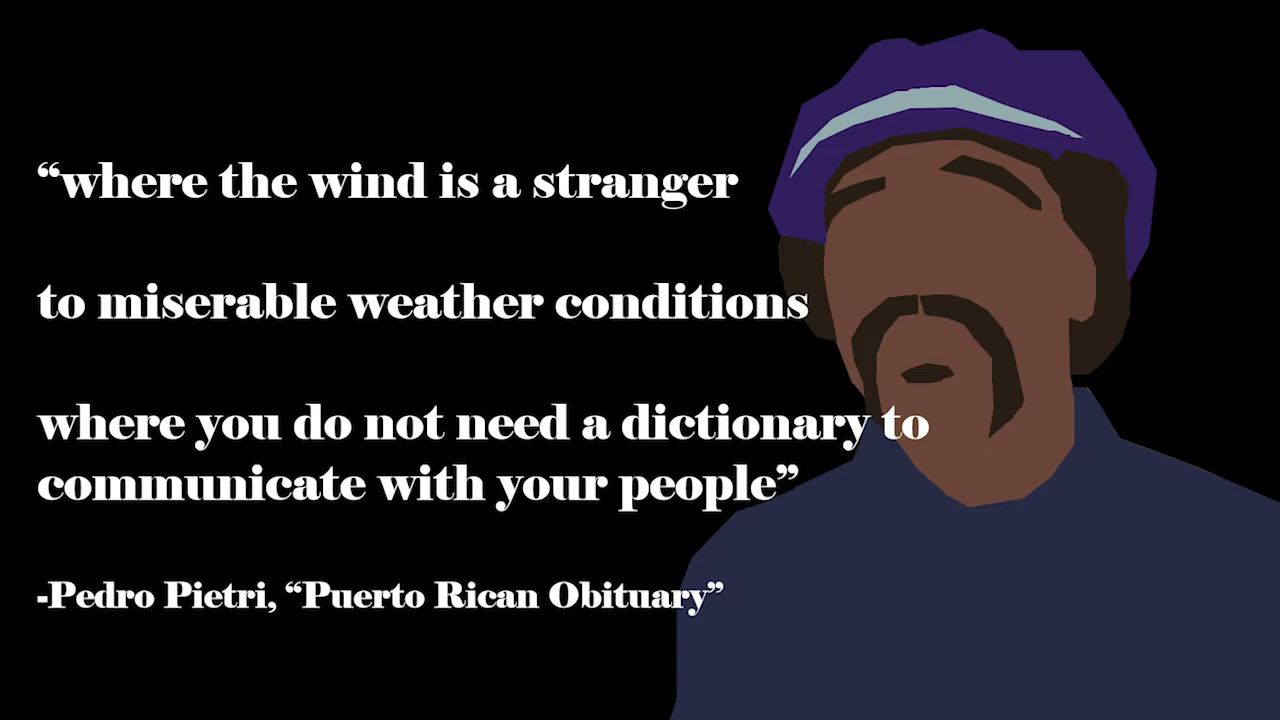 “where the wind is a stranger
to miserable weather conditions
where you do not need a dictionary to
communicate with your people”
-Pedro Pietri, “Puerto Rican Obituary”